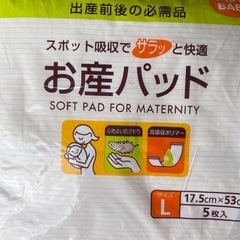 出産前後の必需品
BAB
スポット吸収でサラッと快適
お産パッド
SOFT PAD FOR MATERNITY
心地よい肌ざわり
高吸収ポリマー
サイズ
L
17.5cm×53c
5枚入